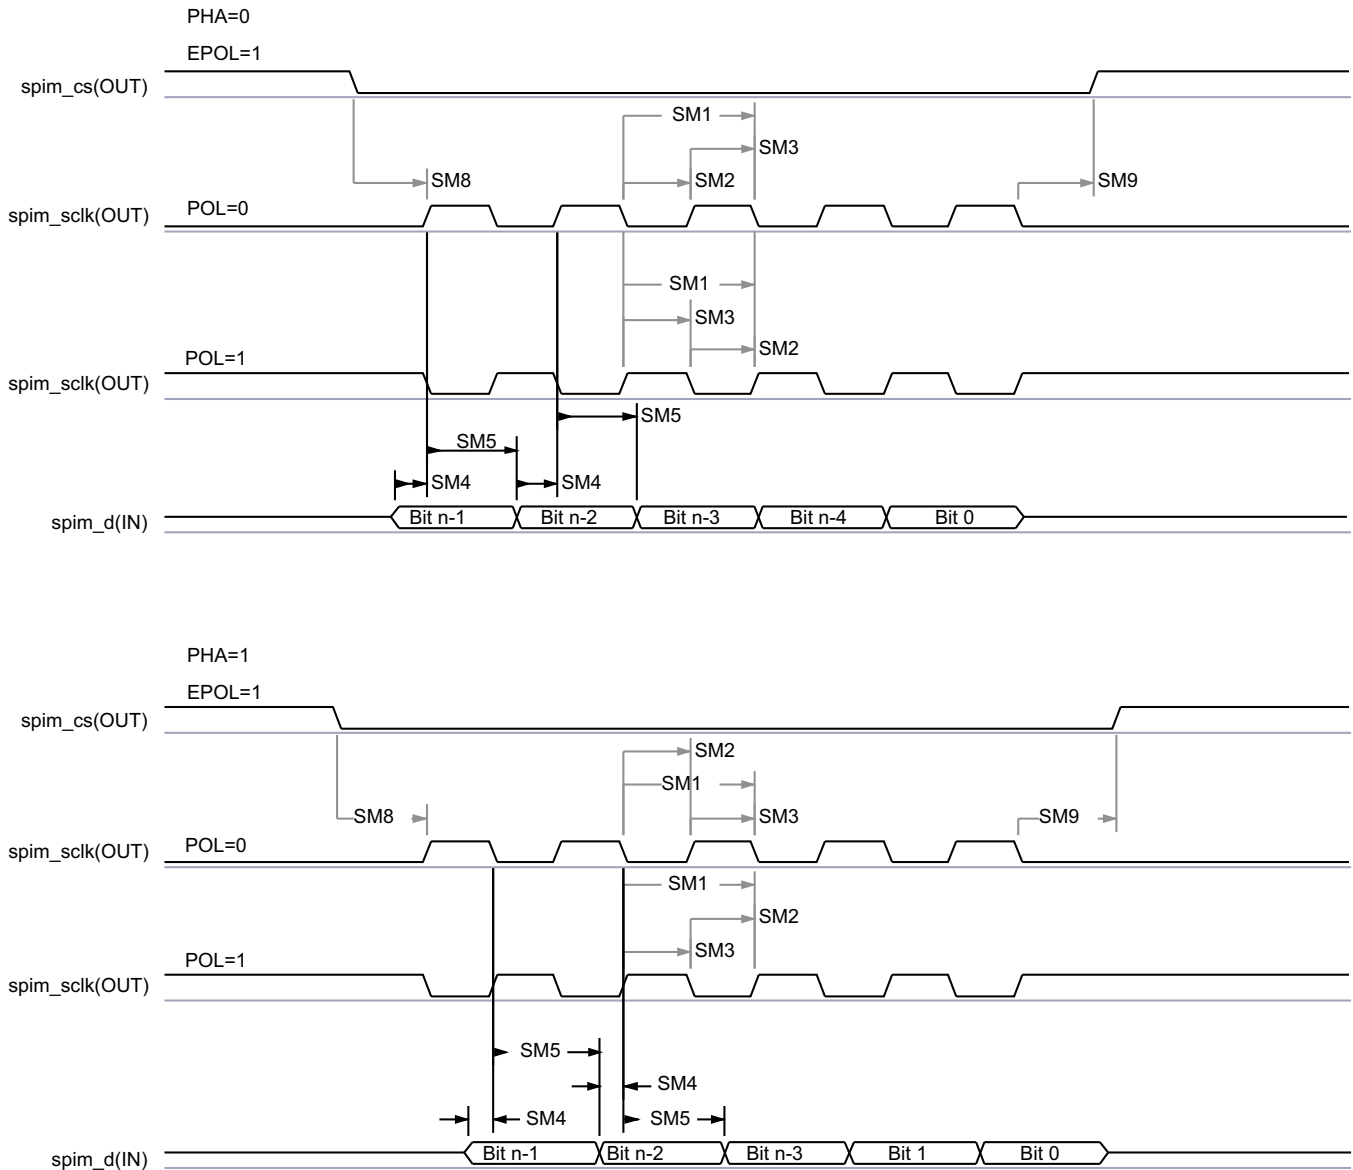 PHA=0
EPOL=1
spim_cs(OUT)
SM1
SM3
SM8
SM2
SM9
POL=0
spim_sclk(OUT)
SM1
SM3
SM2
POL=1
spim_sclk(OUT)
SM5
SM5
SM4 SM4
spim_d(IN) Bit n-1 Bit n-2 Bit n-3 Bit n-4 Bit 0
PHA=1
EPOL=1
spim_cs(OUT)
SM2
SM1
SM8 SM3 SM9
POL=0
spim_sclk(OUT)
SM1
SM2
SM3
POL=1
spim_sclk(OUT)
SM5
SM4
SM4 SM5
spim_d(IN) Bit n-1 Bit n-2 Bit n-3 Bit 1 Bit 0